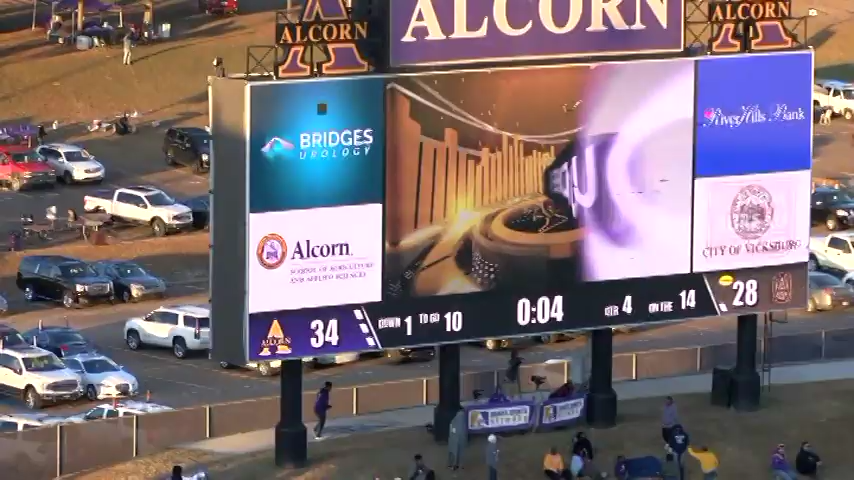 ALCORN
ALCORN
ALCORN
BRIDGES
UROLOGY
RiverHills Bank
Alcorn
SCHOOL OF AGRICULTURE
AND APPLIED SCIENCES
CITY OF VICKSBURG
34
DOWN 1 TO GO 10
0:04
QTR 4
ON THE 14
28